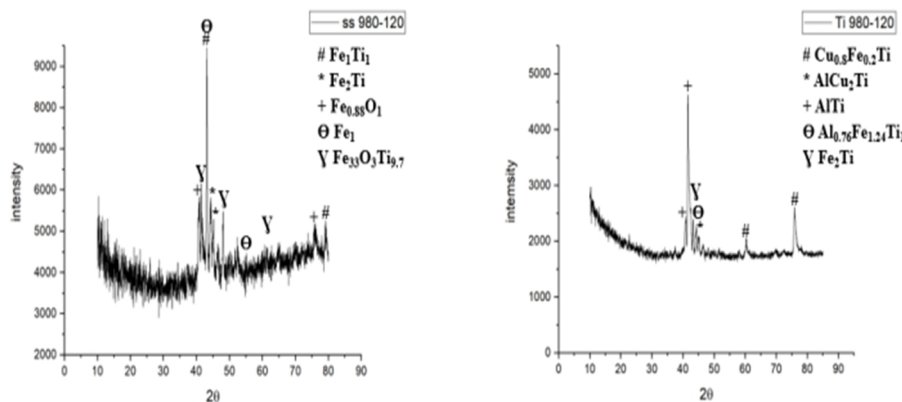 ss 980-120
# Fe1Ti1
* Fe2Ti
+ Fe0.88O1
Ɵ Fe1
Ɣ Fe33O3Ti9.7
Ɵ
#
+
Ɣ
*
+
Ɣ
Ɵ
Ɣ
+
#
intensity
9000
8000
7000
6000
5000
4000
3000
2000
0 10 20 30 40 50 60 70 80 90
2θ
Ti 980-120
# Cu0.8Fe0.2Ti
* AlCu2Ti
+ AlTi
Ɵ Al0.76Fe1.24Ti
Ɣ Fe2Ti
+
Ɣ
+ Ɵ
*
#
#
intensity
5000
4000
3000
2000
1000
0
0 10 20 30 40 50 60 70 80 90
2θ